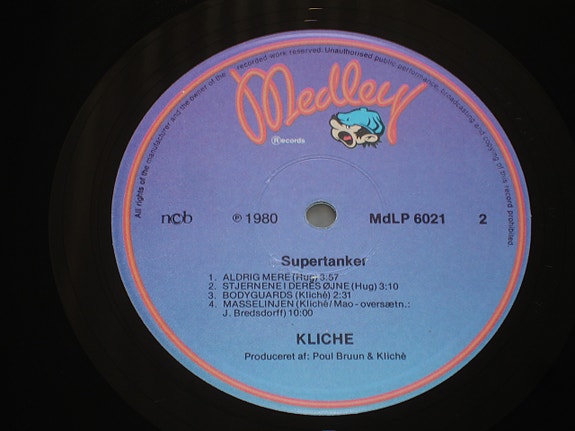 All rights of the manufacturer and the owner of the recorded work reserved. Unauthorised public performance, broadcasting and copying of this record prohibited.
Medley
Records
ncb
℗ 1980
MdLP 6021
2
Supertanker
1. ALDRIG MERE (Hug) 3:57
2. STJERNENE I DERES ØJNE (Hug) 3:10
3. BODYGUARDS (Klichè) 2:31
4. MASSELINJEN (Klichè/Mao - oversætn.:
J. Bredsdorff) 10:00
KLICHE
Produceret af: Poul Bruun & Klichè